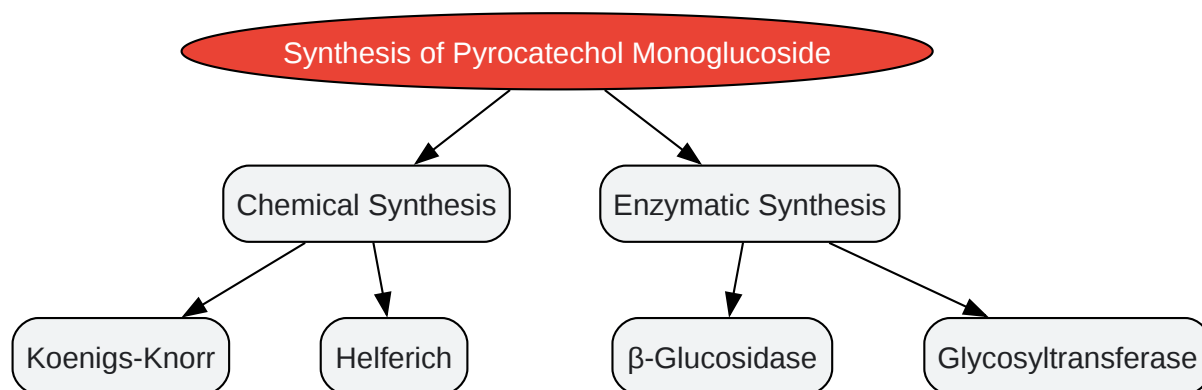 Synthesis of Pyrocatechol Monoglucoside
Chemical Synthesis
Enzymatic Synthesis
Koenigs-Knorr
Helferich
β-Glucosidase
Glycosyltransferase